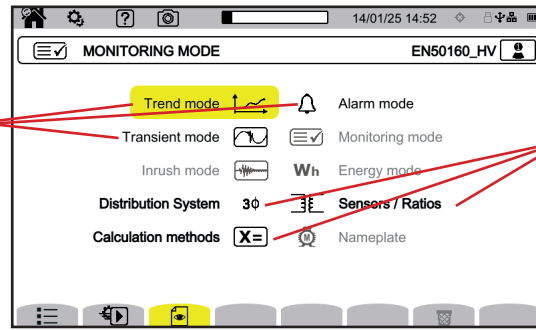 14/01/25 14:52
MONITORING MODE EN50160_HV
Trend mode Alarm mode
Transient mode Monitoring mode
Inrush mode Wh Energy mode
Distribution System 3ϕ Sensors / Ratios
Calculation methods X= M Nameplate